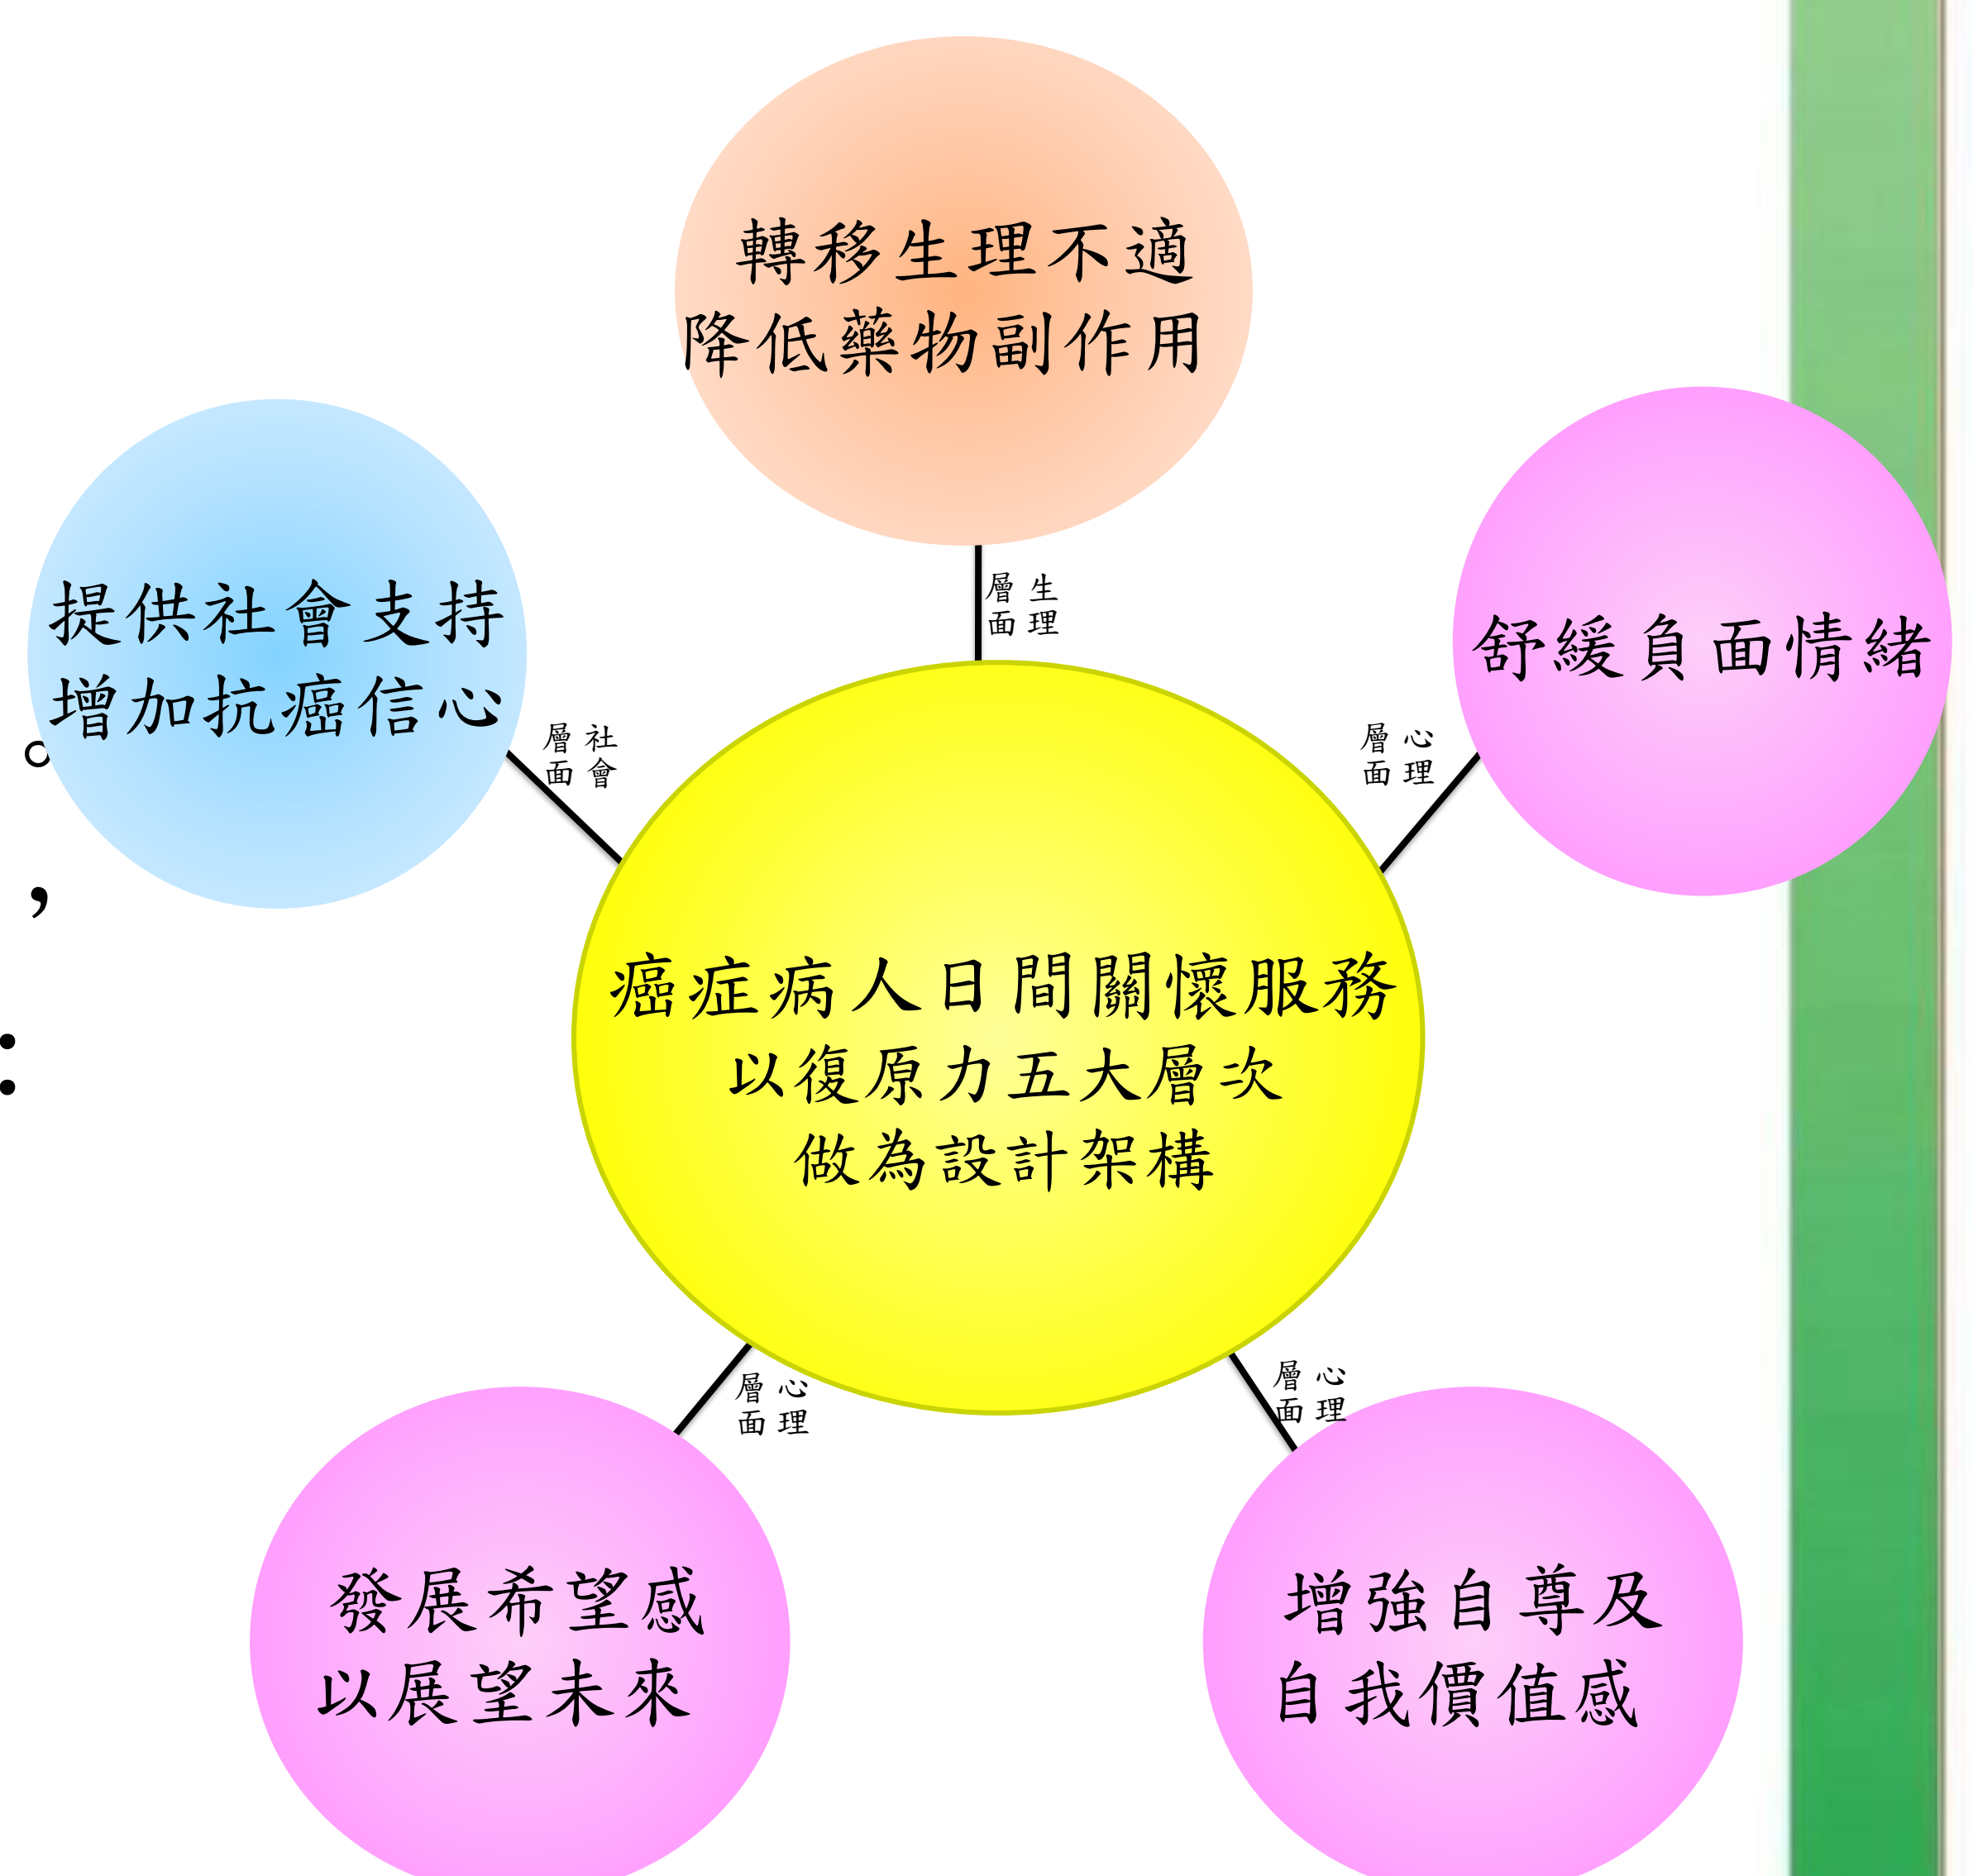 轉移生理不適
降低藥物副作用
生理
層面
提供社會支持
增加抗癌信心
社會
層面
舒緩負面情緒
心理
層面
。
，
：
癌症病人日間關懷服務
以復原力五大層次
做為設計架構
心理
層面
發展希望感
以展望未來
心理
層面
增強自尊及
自我價值感